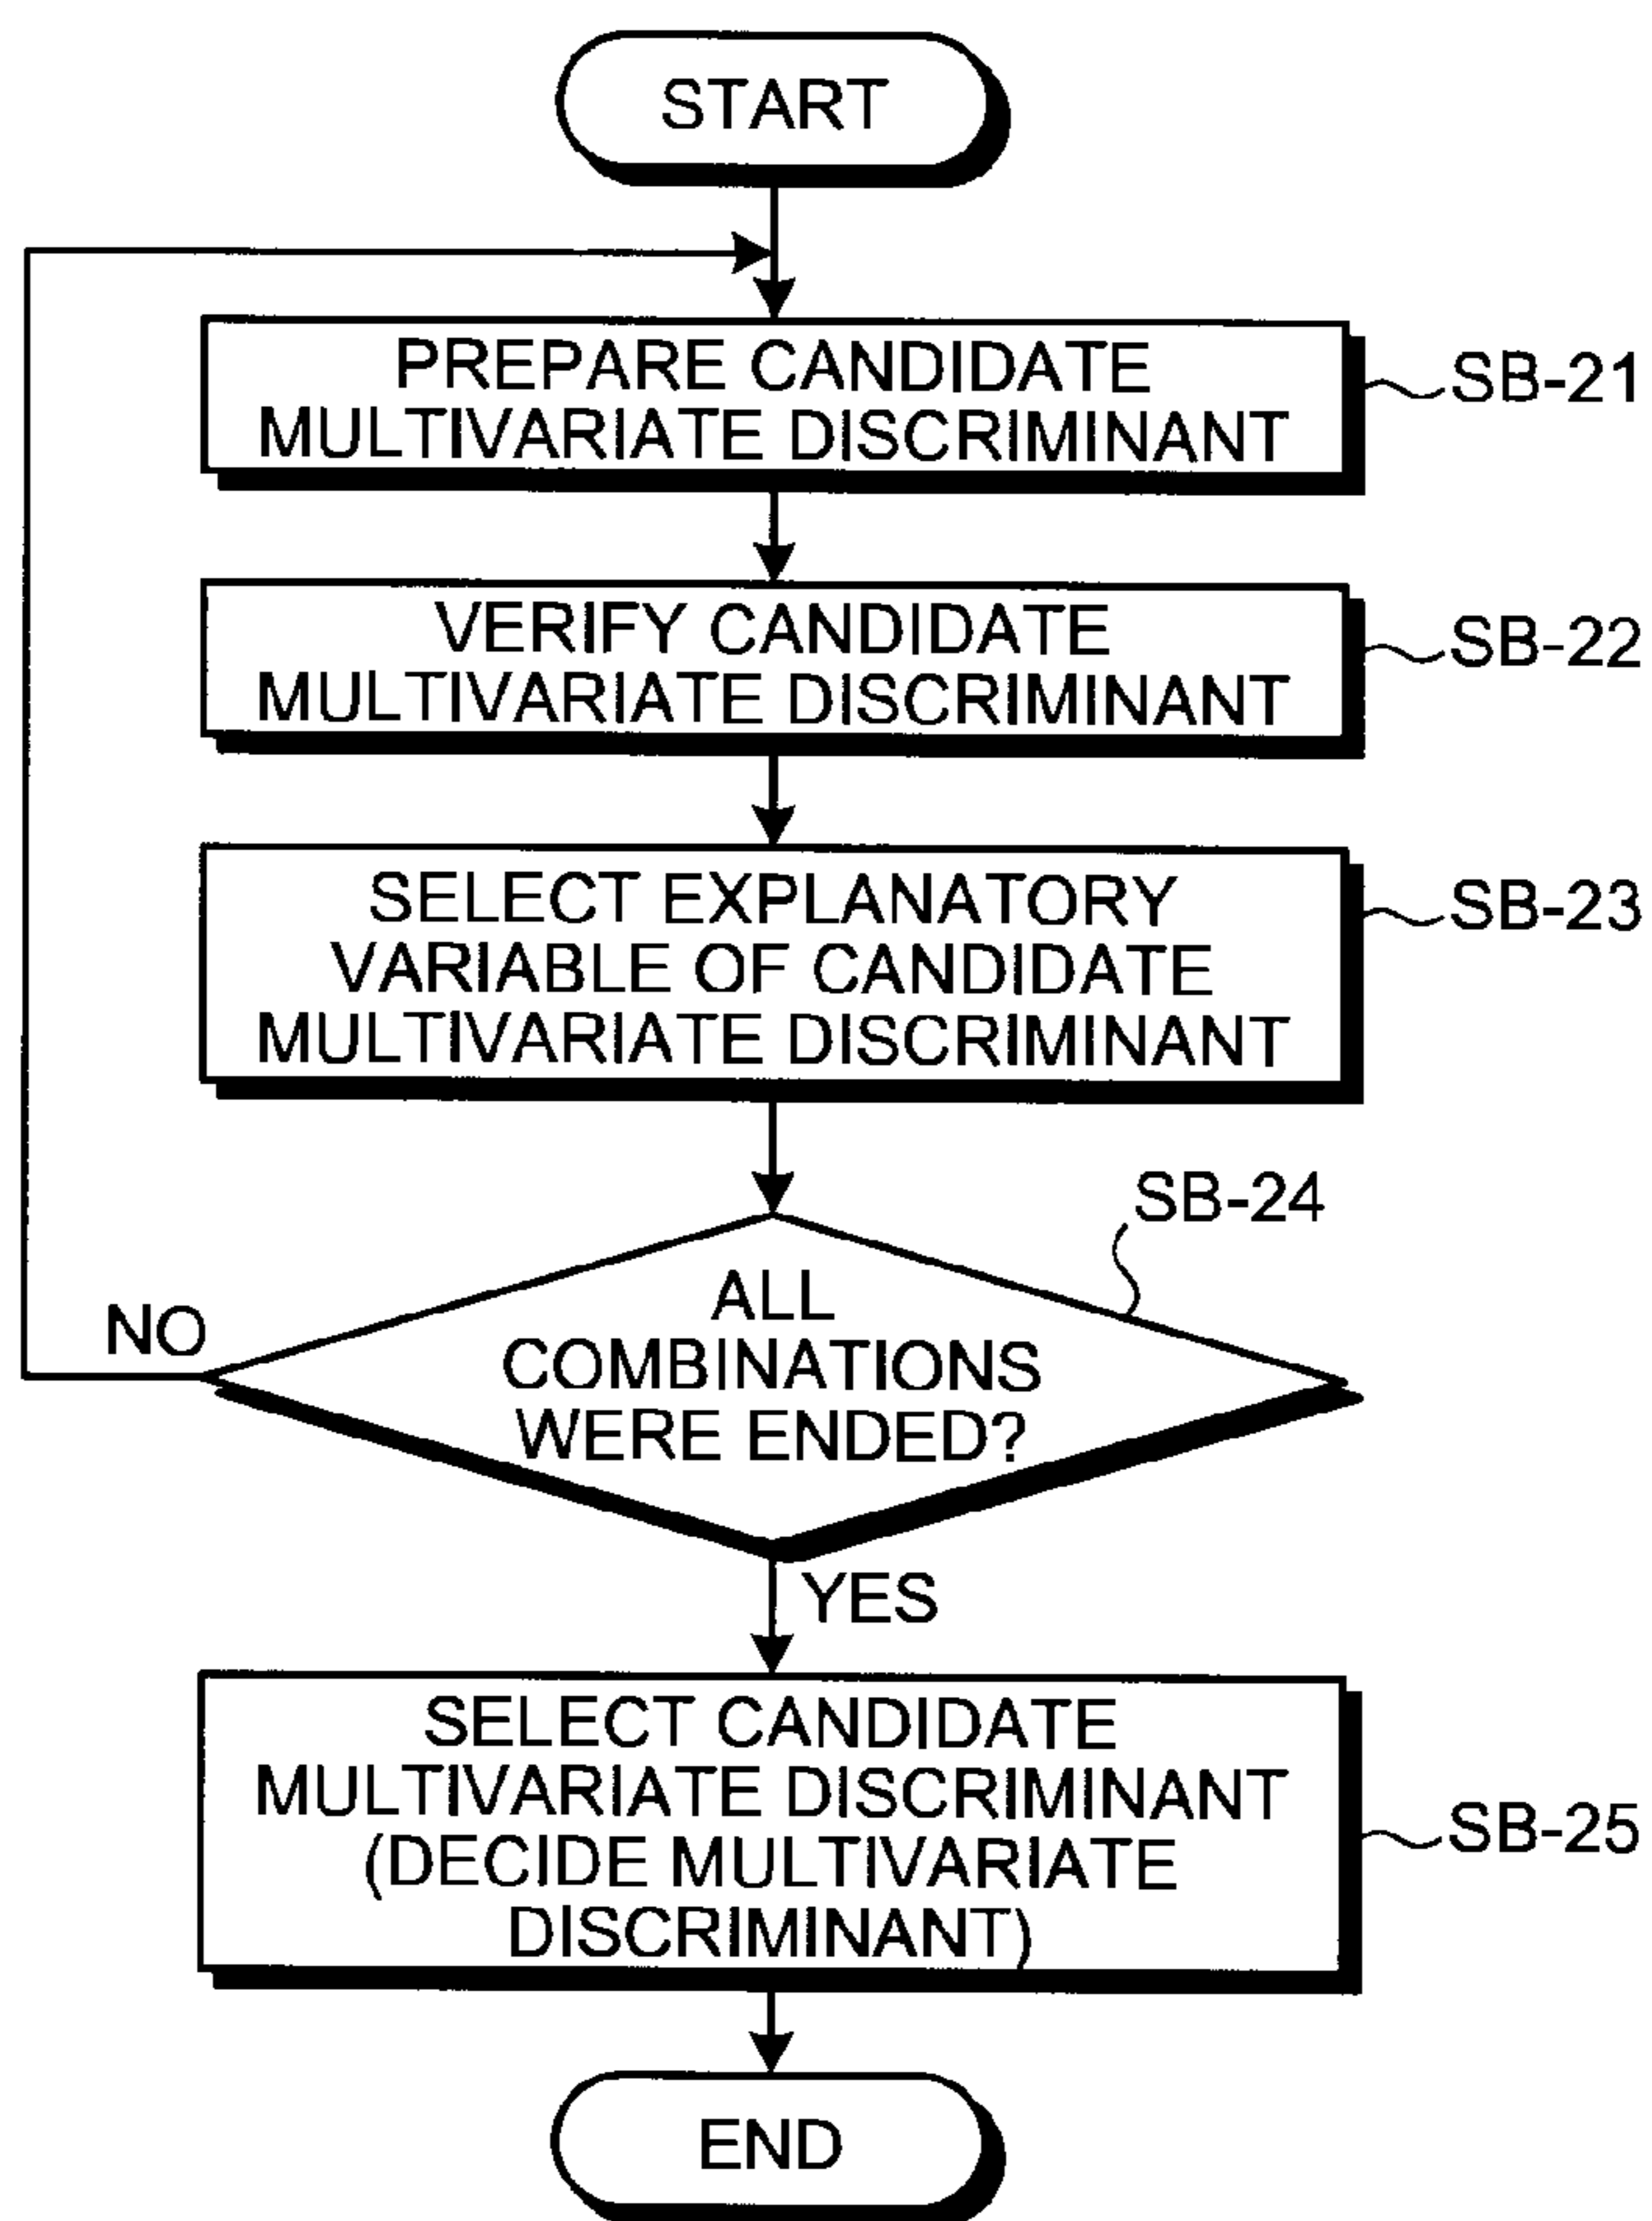 START
PREPARE CANDIDATE
MULTIVARIATE DISCRIMINANT
SB-21
VERIFY CANDIDATE
MULTIVARIATE DISCRIMINANT
SB-22
SELECT EXPLANATORY
VARIABLE OF CANDIDATE
MULTIVARIATE DISCRIMINANT
SB-23
SB-24
ALL
COMBINATIONS
WERE ENDED?
NO
YES
SELECT CANDIDATE
MULTIVARIATE DISCRIMINANT
(DECIDE MULTIVARIATE
DISCRIMINANT)
SB-25
END